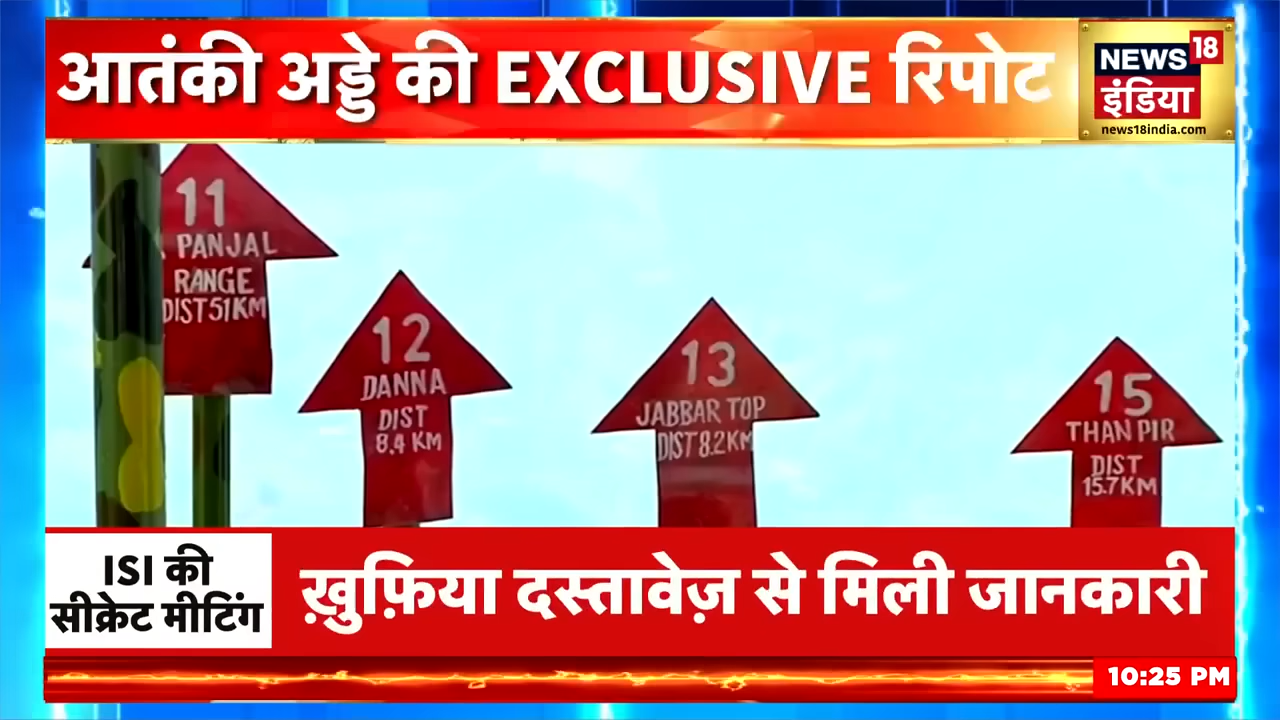 आतंकी अड्डे की EXCLUSIVE रिपोट
NEWS 18
इंडिया
news18india.com
11
PANJAL
RANGE
DIST 51 KM
12
DANNA
DIST
8.4 KM
13
JABBAR TOP
DIST 8.2 KM
15
THAN PIR
DIST
15.7 KM
ISI की
सीक्रेट मीटिंग
ख़ुफ़िया दस्तावेज़ से मिली जानकारी
10:25 PM